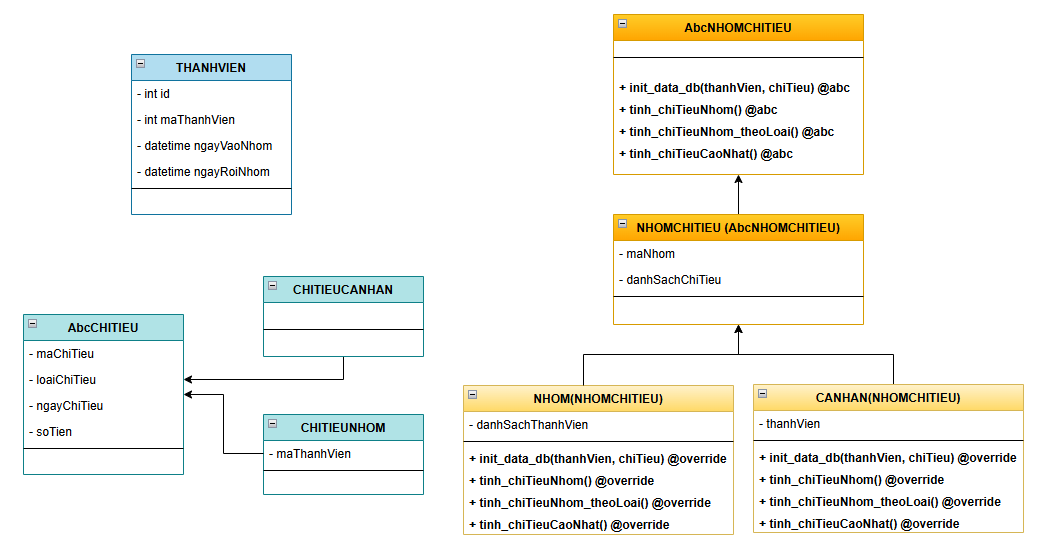 THANHVIEN
- int id
- int maThanhVien
- datetime ngayVaoNhom
- datetime ngayRoiNhom
AbcNHOMCHITIEU
+ init_data_db(thanhVien, chiTieu) @abc
+ tinh_chiTieuNhom() @abc
+ tinh_chiTieuNhom_theoLoai() @abc
+ tinh_chiTieuCaoNhat() @abc
NHOMCHITIEU (AbcNHOMCHITIEU)
- maNhom
- danhSachChiTieu
CHITIEUCANHAN
AbcCHITIEU
- maChiTieu
- loaiChiTieu
- ngayChiTieu
- soTien
CHITIEUNHOM
- maThanhVien
NHOM(NHOMCHITIEU)
- danhSachThanhVien
+ init_data_db(thanhVien, chiTieu) @override
+ tinh_chiTieuNhom() @override
+ tinh_chiTieuNhom_theoLoai() @override
+ tinh_chiTieuCaoNhat() @override
CANHAN(NHOMCHITIEU)
- thanhVien
+ init_data_db(thanhVien, chiTieu) @override
+ tinh_chiTieuNhom() @override
+ tinh_chiTieuNhom_theoLoai() @override
+ tinh_chiTieuCaoNhat() @override